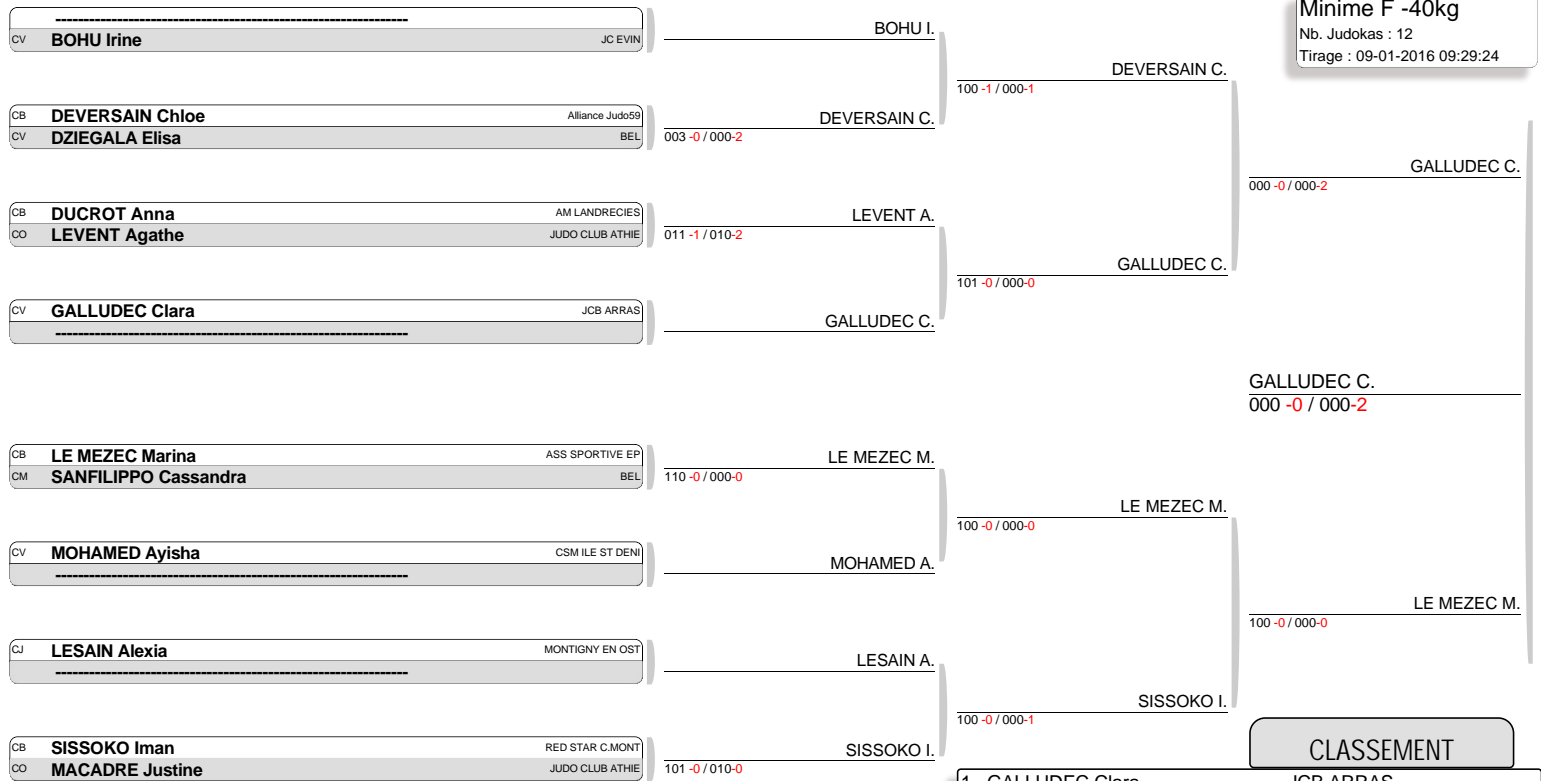 Minime F -40kg
Nb. Judokas : 12
Tirage : 09-01-2016 09:29:24
----------------------------------------------------------------
CV BOHU Irine JC EVIN
BOHU I.
CB DEVERSAIN Chloe Alliance Judo59
CV DZIEGALA Elisa BEL
DEVERSAIN C.
003 -0 / 000-2
DEVERSAIN C.
100 -1 / 000-1
CB DUCROT Anna AM LANDRECIES
CO LEVENT Agathe JUDO CLUB ATHIE
LEVENT A.
011 -1 / 010-2
CV GALLUDEC Clara JCB ARRAS
----------------------------------------------------------------
GALLUDEC C.
GALLUDEC C.
101 -0 / 000-0
GALLUDEC C.
000 -0 / 000-2
GALLUDEC C.
000 -0 / 000-2
CB LE MEZEC Marina ASS SPORTIVE EP
CM SANFILIPPO Cassandra BEL
LE MEZEC M.
110 -0 / 000-0
CV MOHAMED Ayisha CSM ILE ST DENI
----------------------------------------------------------------
MOHAMED A.
LE MEZEC M.
100 -0 / 000-0
CJ LESAIN Alexia MONTIGNY EN OST
----------------------------------------------------------------
LESAIN A.
CB SISSOKO Iman RED STAR C.MONT
CO MACADRE Justine JUDO CLUB ATHIE
SISSOKO I.
101 -0 / 010-0
SISSOKO I.
100 -0 / 000-1
LE MEZEC M.
100 -0 / 000-0
CLASSEMENT
1 GALLUDEC Clara JCB ARRAS